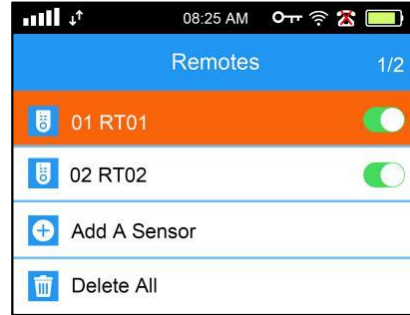 08:25 AM
Remotes 1/2
01 RT01
02 RT02
Add A Sensor
Delete All